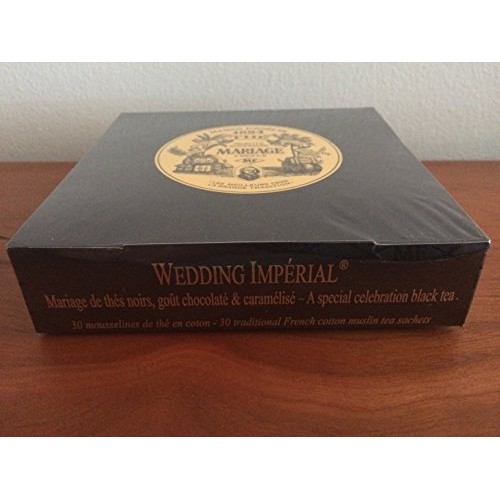 MARIAGE
WEDDING IMPÉRIAL®
Mariage de thés noirs, goût chocolaté & caramélisé – A special celebration black tea.
30 mousselines de thé en coton - 30 traditional French cotton muslin tea sachets